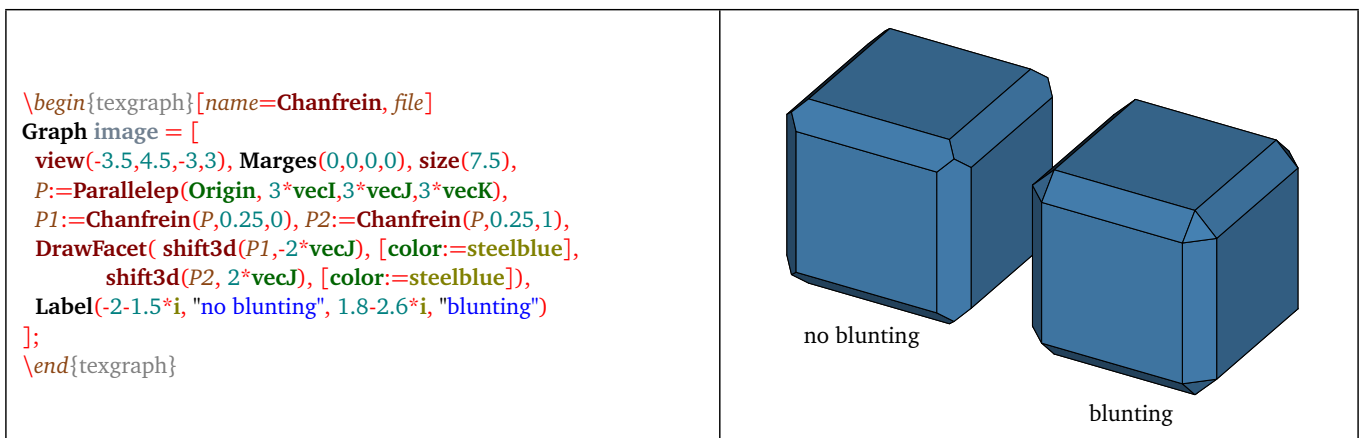 \begin{texgraph}[name=Chanfrein, file]
Graph image = [
view(-3.5,4.5,-3,3), Marges(0,0,0,0), size(7.5),
P:=Parallelep(Origin, 3*vecI,3*vecJ,3*vecK),
P1:=Chanfrein(P,0.25,0), P2:=Chanfrein(P,0.25,1),
DrawFacet( shift3d(P1,-2*vecJ), [color:=steelblue],
shift3d(P2, 2*vecJ), [color:=steelblue]),
Label(-2-1.5*i, "no blunting", 1.8-2.6*i, "blunting")
];
\end{texgraph}
no blunting
blunting